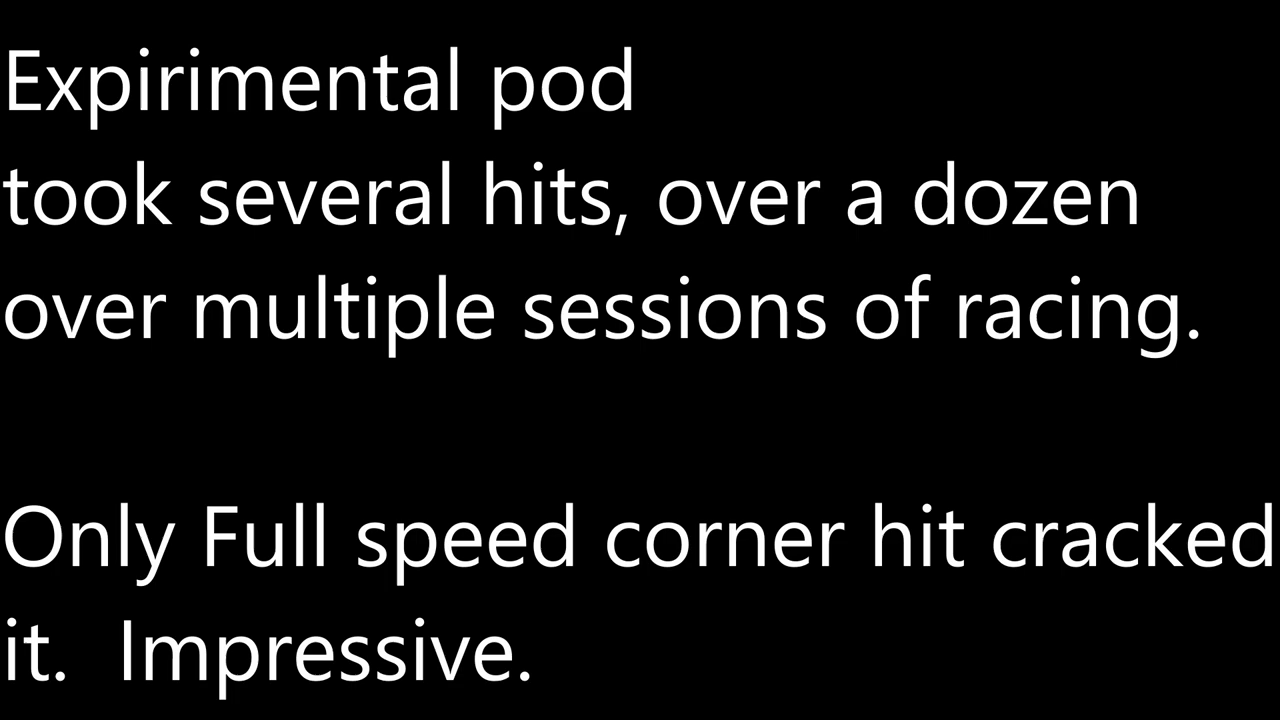 Expirimental pod
took several hits, over a dozen
over multiple sessions of racing.
Only Full speed corner hit cracked
it.  Impressive.